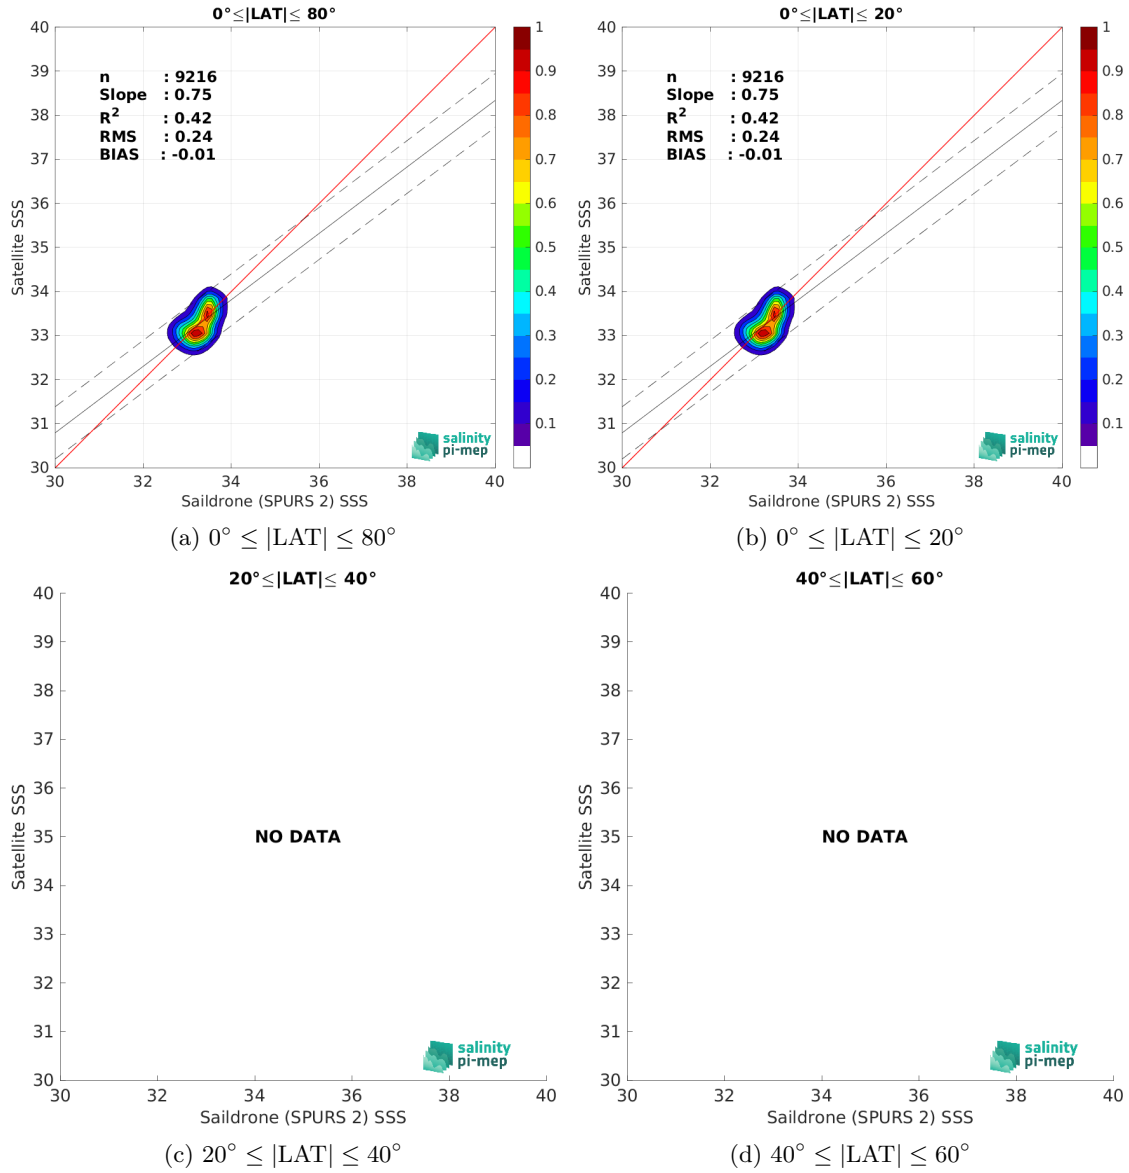 0°≤|LAT|≤ 80°
40
39
38
37
36
35
34
33
32
31
30
Satellite SSS
n : 9216
Slope : 0.75
R² : 0.42
RMS : 0.24
BIAS : -0.01
salinity
pi-mep
1
0.9
0.8
0.7
0.6
0.5
0.4
0.3
0.2
0.1
30 32 34 36 38 40
Saildrone (SPURS 2) SSS
(a) 0° ≤ |LAT| ≤ 80°
0°≤|LAT|≤ 20°
40
39
38
37
36
35
34
33
32
31
30
Satellite SSS
n : 9216
Slope : 0.75
R² : 0.42
RMS : 0.24
BIAS : -0.01
salinity
pi-mep
1
0.9
0.8
0.7
0.6
0.5
0.4
0.3
0.2
0.1
30 32 34 36 38 40
Saildrone (SPURS 2) SSS
(b) 0° ≤ |LAT| ≤ 20°
20°≤|LAT|≤ 40°
40
39
38
37
36
35
34
33
32
31
30
Satellite SSS
NO DATA
salinity
pi-mep
30 32 34 36 38 40
Saildrone (SPURS 2) SSS
(c) 20° ≤ |LAT| ≤ 40°
40°≤|LAT|≤ 60°
40
39
38
37
36
35
34
33
32
31
30
Satellite SSS
NO DATA
salinity
pi-mep
30 32 34 36 38 40
Saildrone (SPURS 2) SSS
(d) 40° ≤ |LAT| ≤ 60°